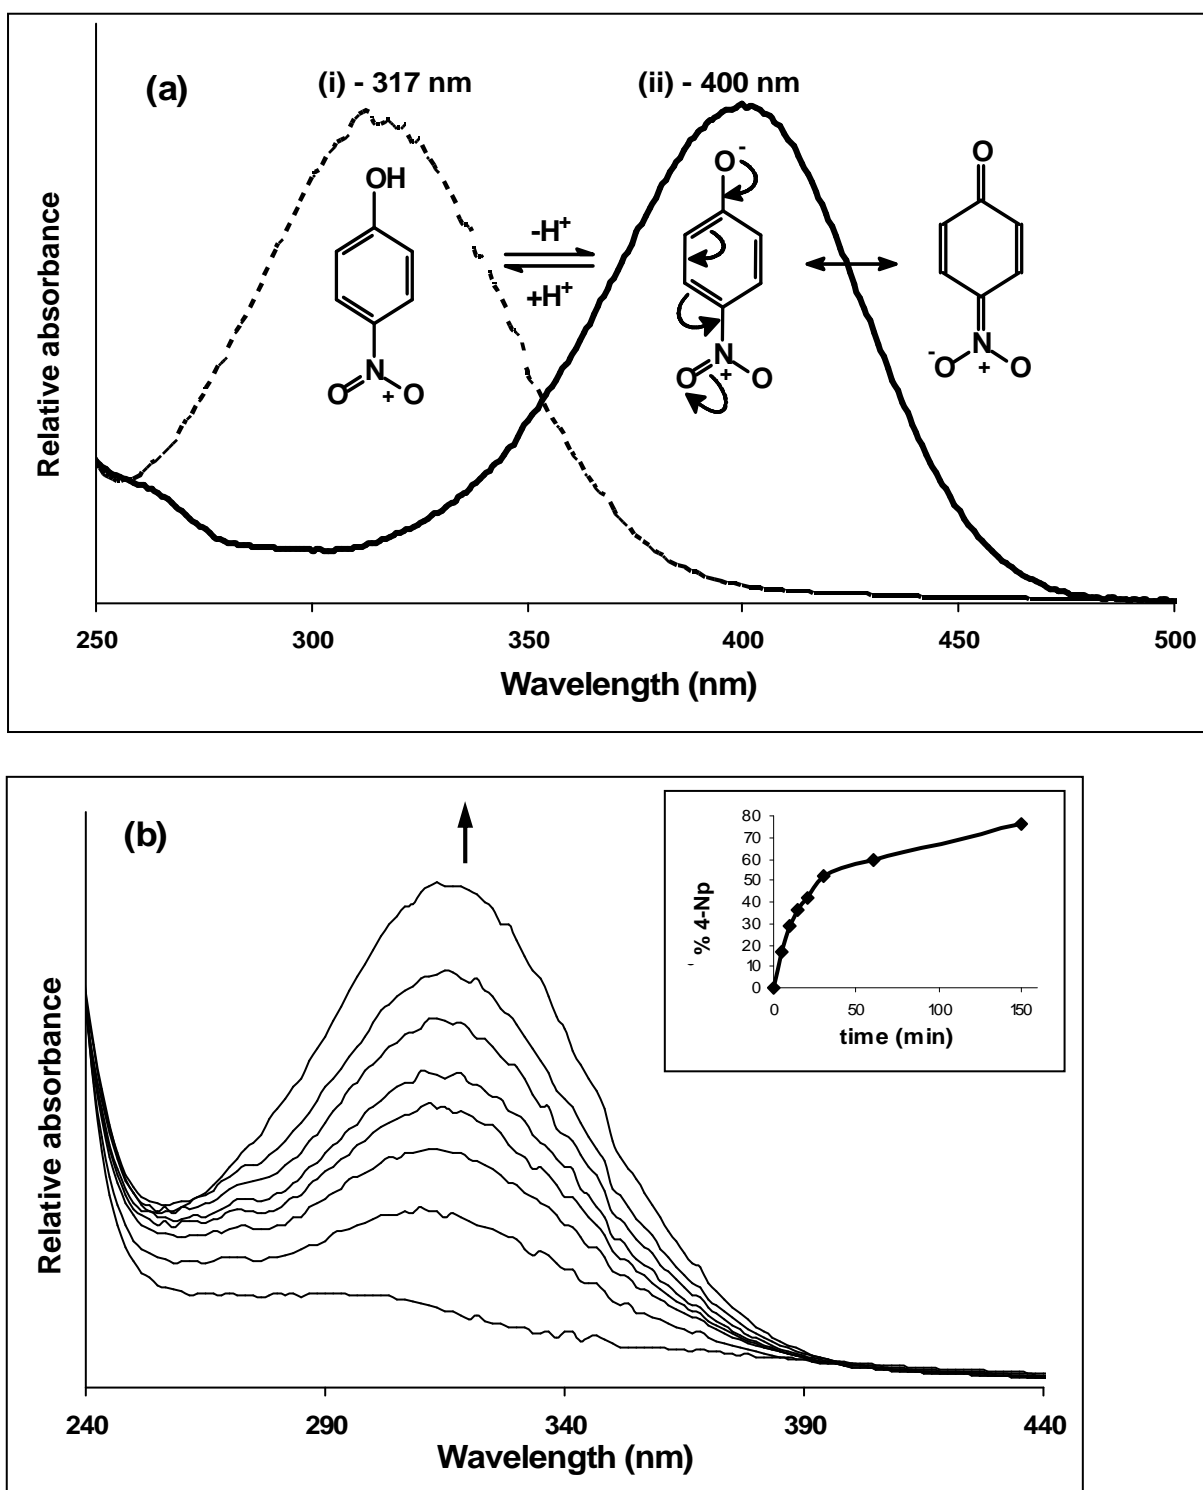 (a)
(i) - 317 nm
(ii) - 400 nm
OH
-H+
+H+
O-
O
N
O
+
O
N
O
+
O
N
-O
+
O
Relative absorbance
250
300
350
400
450
500
Wavelength (nm)
(b)
80
70
60
50
40
30
20
10
0
- % 4-Np
0
50
100
150
time (min)
Relative absorbance
240
290
340
390
440
Wavelength (nm)